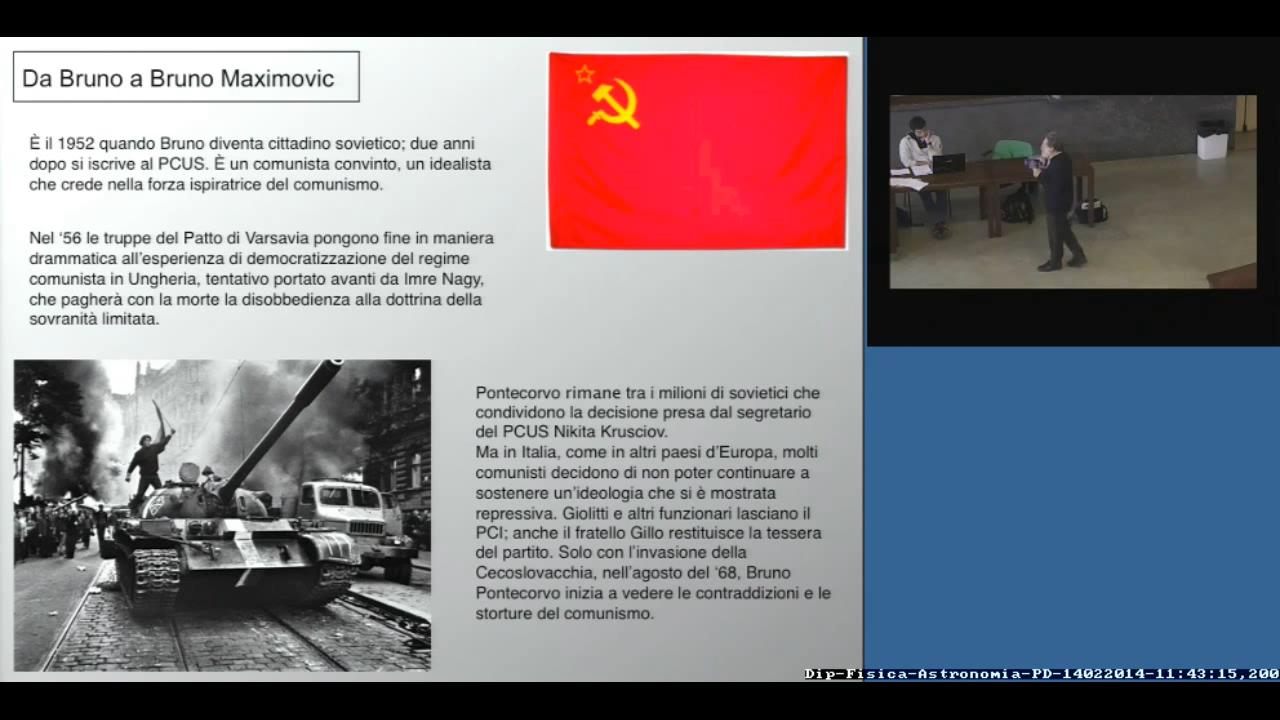 Da Bruno a Bruno Maximovic
È il 1952 quando Bruno diventa cittadino sovietico; due anni
dopo si iscrive al PCUS. È un comunista convinto, un idealista
che crede nella forza ispiratrice del comunismo.
Nel ‘56 le truppe del Patto di Varsavia pongono fine in maniera
drammatica all’esperienza di democratizzazione del regime
comunista in Ungheria, tentativo portato avanti da Imre Nagy,
che pagherà con la morte la disobbedienza alla dottrina della
sovranità limitata.
Pontecorvo rimane tra i milioni di sovietici che
condividono la decisione presa dal segretario
del PCUS Nikita Krusciov.
Ma in Italia, come in altri paesi d’Europa, molti
comunisti decidono di non poter continuare a
sostenere un’ideologia che si è mostrata
repressiva. Giolitti e altri funzionari lasciano il
PCI; anche il fratello Gillo restituisce la tessera
del partito. Solo con l’invasione della
Cecoslovacchia, nell’agosto del ‘68, Bruno
Pontecorvo inizia a vedere le contraddizioni e le
storture del comunismo.
Dip-Fisica-Astronomia-PD-14022014-11:43:15,200